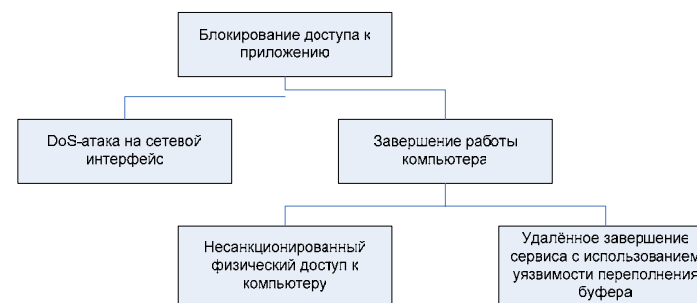 Блокирование доступа к
приложению
DoS-атака на сетевой
интерфейс
Завершение работы
компьютера
Несанкционированный
физический доступ к
компьютеру
Удалённое завершение
сервиса с использованием
уязвимости переполнения
буфера